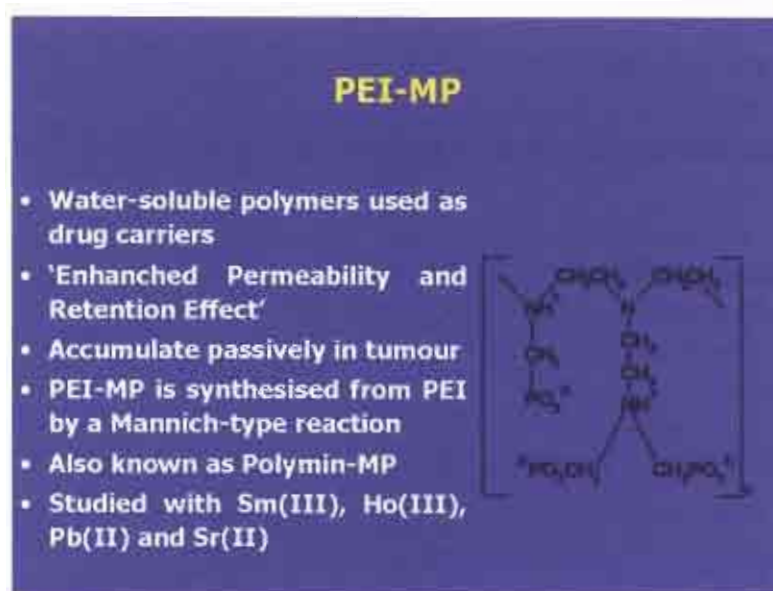 PEI-MP
• Water-soluble polymers used as
drug carriers
• ‘Enhanched Permeability and
Retention Effect’
• Accumulate passively in tumour
• PEI-MP is synthesised from PEI
by a Mannich-type reaction
• Also known as Polymin-MP
• Studied with Sm(III), Ho(III),
Pb(II) and Sr(II)